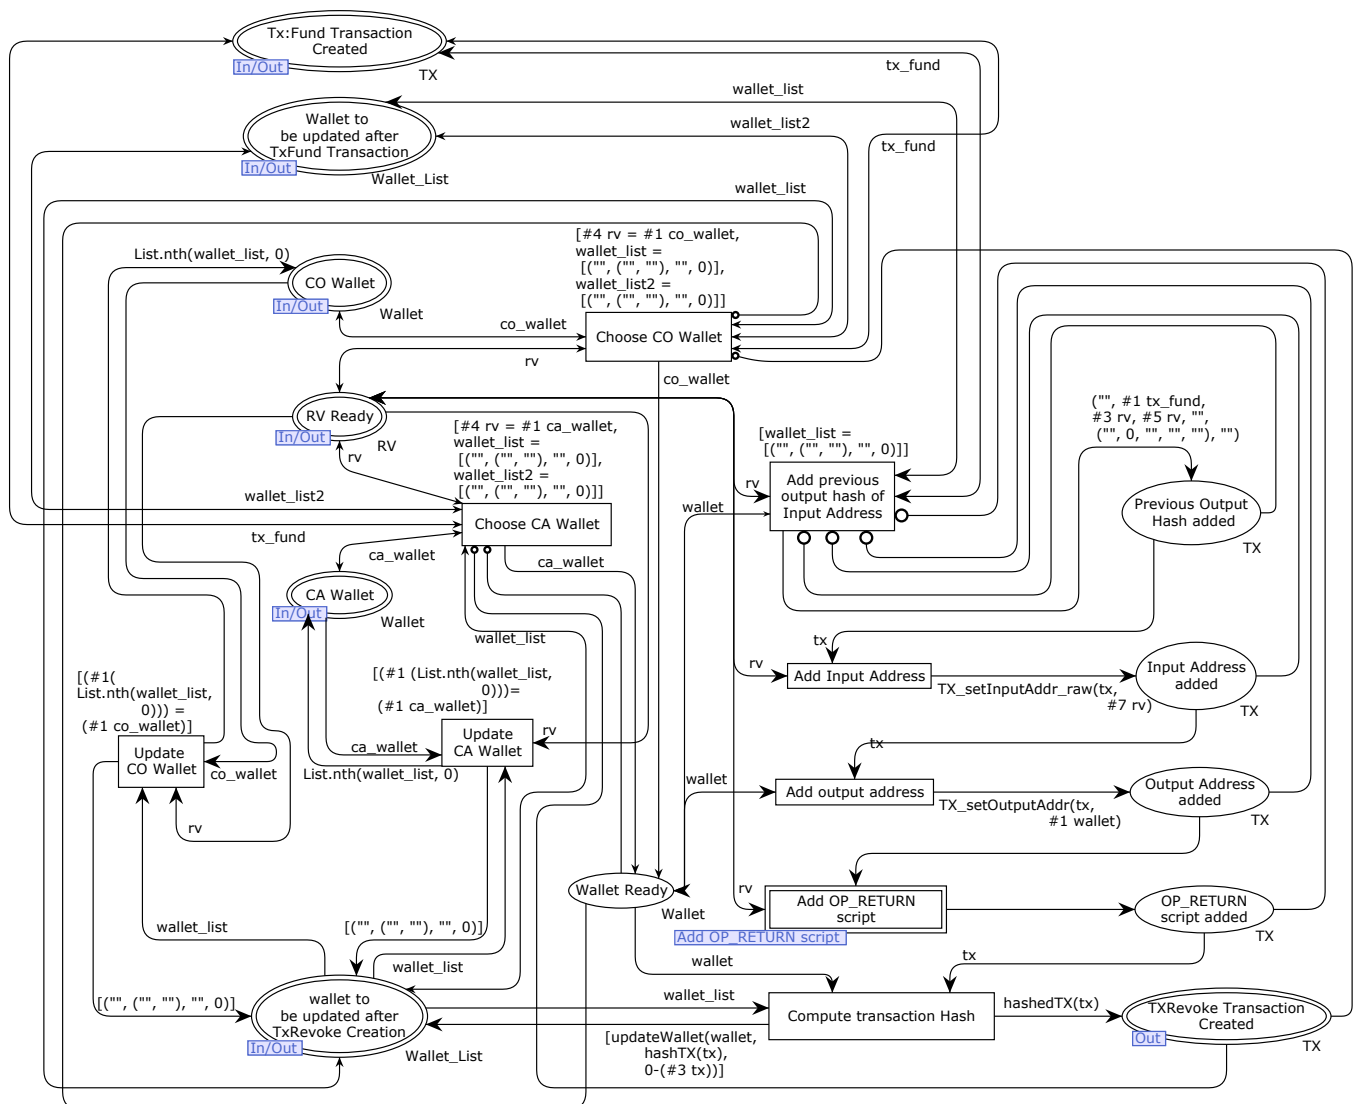 Tx:Fund Transaction
Created
In/Out
TX
tx_fund
wallet_list
Wallet to
be updated after
TxFund Transaction
In/Out
Wallet_List
wallet_list2
tx_fund
wallet_list
[#4 rv = #1 co_wallet,
wallet_list =
[("", ("", ""), "", 0)],
wallet_list2 =
[("", ("", ""), "", 0)]]
List.nth(wallet_list, 0)
CO Wallet
In/Out
Wallet
co_wallet
Choose CO Wallet
rv
co_wallet
RV Ready
In/Out
RV
rv
[#4 rv = #1 ca_wallet,
wallet_list =
[("", ("", ""), "", 0)],
wallet_list2 =
[("", ("", ""), "", 0)]]
[wallet_list =
[("", ("", ""), "", 0)]]
("", #1 tx_fund,
#3 rv, #5 rv, "",
("", 0, "", "", ""), "")
rv
Add previous
output hash of
Input Address
Previous Output
Hash added
TX
wallet_list2
wallet
Choose CA Wallet
tx_fund
ca_wallet
ca_wallet
CA Wallet
In/Out
Wallet
wallet_list
tx
[(#1(
List.nth(wallet_list,
0))) =
(#1 co_wallet)]
[(#1 (List.nth(wallet_list,
0)))=
(#1 ca_wallet)]
rv
Add Input Address
TX_setInputAddr_raw(tx,
#7 rv)
Input Address
added
TX
Update
CO Wallet
co_wallet
ca_wallet
Update
CA Wallet
rv
List.nth(wallet_list, 0)
tx
wallet
Add output address
TX_setOutputAddr(tx,
#1 wallet)
Output Address
added
TX
rv
Wallet Ready
Wallet
rv
Add OP_RETURN
script
Add OP_RETURN script
OP_RETURN
script added
TX
wallet_list
[("", ("", ""), "", 0)]
wallet_list
wallet
tx
[("", ("", ""), "", 0)]
wallet to
be updated after
TxRevoke Creation
In/Out
Wallet_List
wallet_list
Compute transaction Hash
hashedTX(tx)
TXRevoke Transaction
Created
Out
TX
[updateWallet(wallet,
hashTX(tx),
0-(#3 tx))]